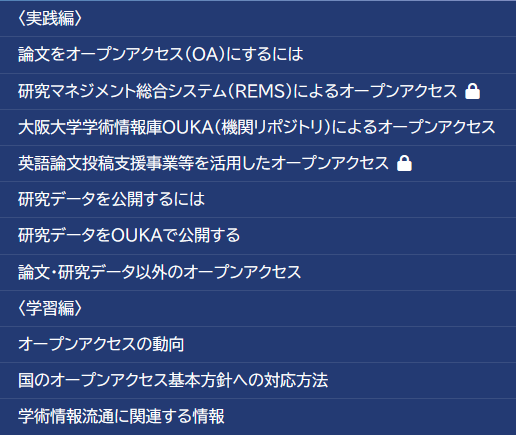 〈実践編〉
論文をオープンアクセス(OA)にするには
研究マネジメント総合システム(REMS)によるオープンアクセス
大阪大学学術情報庫OUKA(機関リポジトリ)によるオープンアクセス
英語論文投稿支援事業等を活用したオープンアクセス
研究データを公開するには
研究データをOUKAで公開する
論文・研究データ以外のオープンアクセス
〈学習編〉
オープンアクセスの動向
国のオープンアクセス基本方針への対応方法
学術情報流通に関連する情報